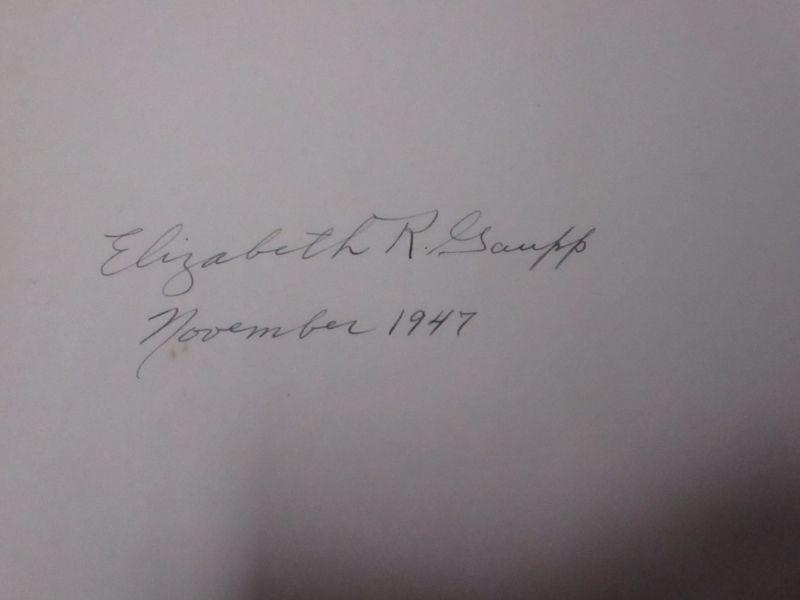 Elizabeth R. Gaupp
November 1947